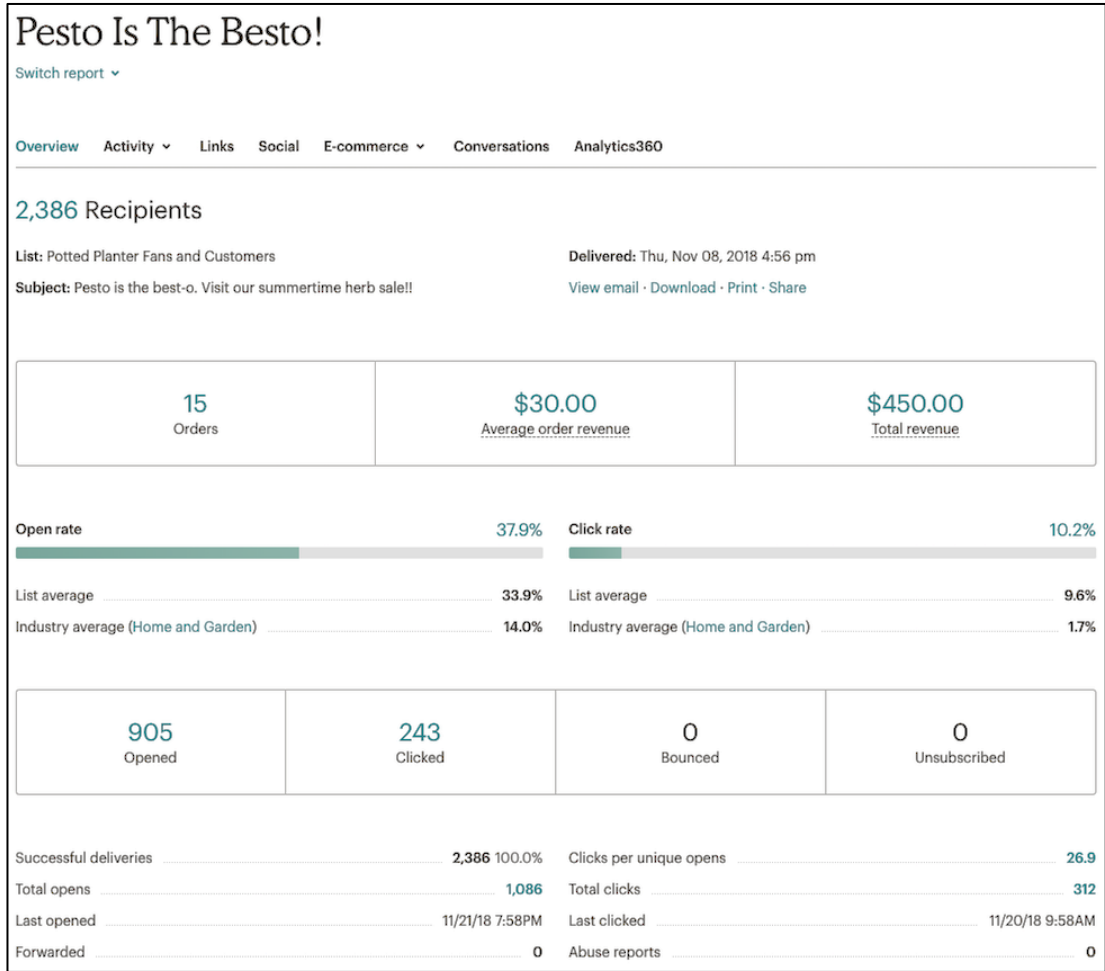 Pesto Is The Besto!
Switch report
Overview Activity Links Social E-commerce Conversations Analytics360
2,386 Recipients
List: Potted Planter Fans and Customers Delivered: Thu, Nov 08, 2018 4:56 pm
Subject: Pesto is the best-o. Visit our summertime herb sale!! View email · Download · Print · Share
15 $30.00 $450.00
Orders Average order revenue Total revenue
Open rate 37.9% Click rate 10.2%
List average 33.9% List average 9.6%
Industry average (Home and Garden) 14.0% Industry average (Home and Garden) 1.7%
905 243 0 0
Opened Clicked Bounced Unsubscribed
Successful deliveries 2,386 100.0% Clicks per unique opens 26.9
Total opens 1,086 Total clicks 312
Last opened 11/21/18 7:58PM Last clicked 11/20/18 9:58AM
Forwarded 0 Abuse reports 0